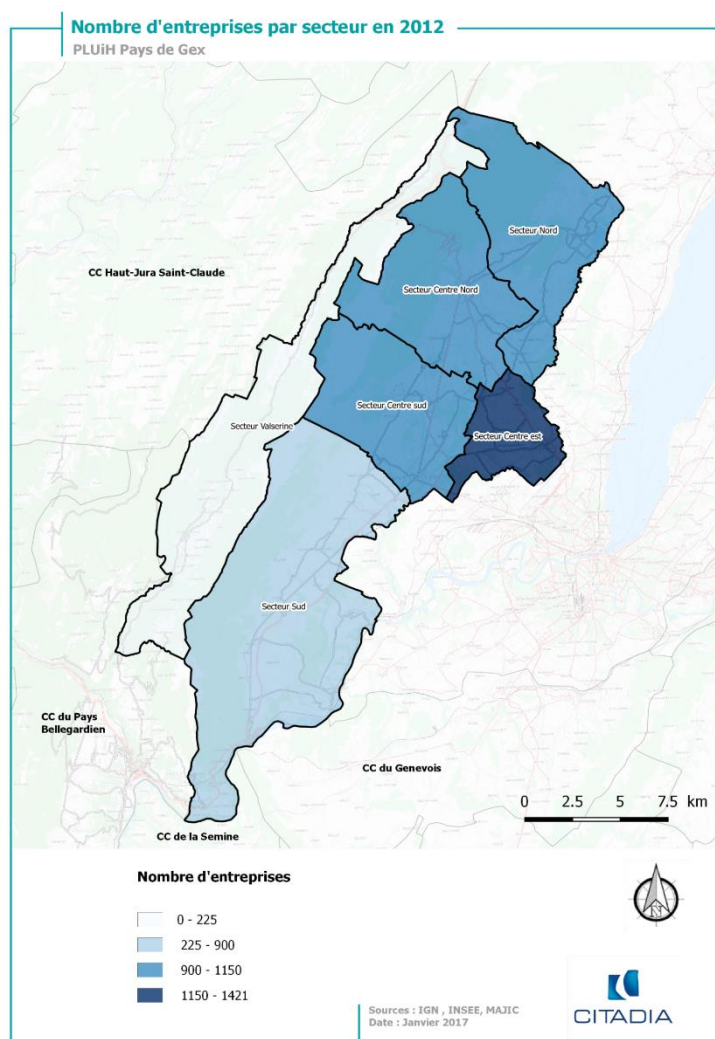 Nombre d'entreprises par secteur en 2012
PLUiH Pays de Gex
Secteur Nord
CC Haut-Jura Saint-Claude
Secteur Centre Nord
Secteur Centre sud
Secteur Valserine
Secteur Centre est
Secteur Sud
CC du Pays
Bellegardien
CC du Genevois
0 2.5 5 7.5 km
CC de la Semine
Nombre d'entreprises
0 - 225
225 - 900
900 - 1150
1150 - 1421
N
Sources : IGN , INSEE, MAJIC
Date : Janvier 2017
CITADIA